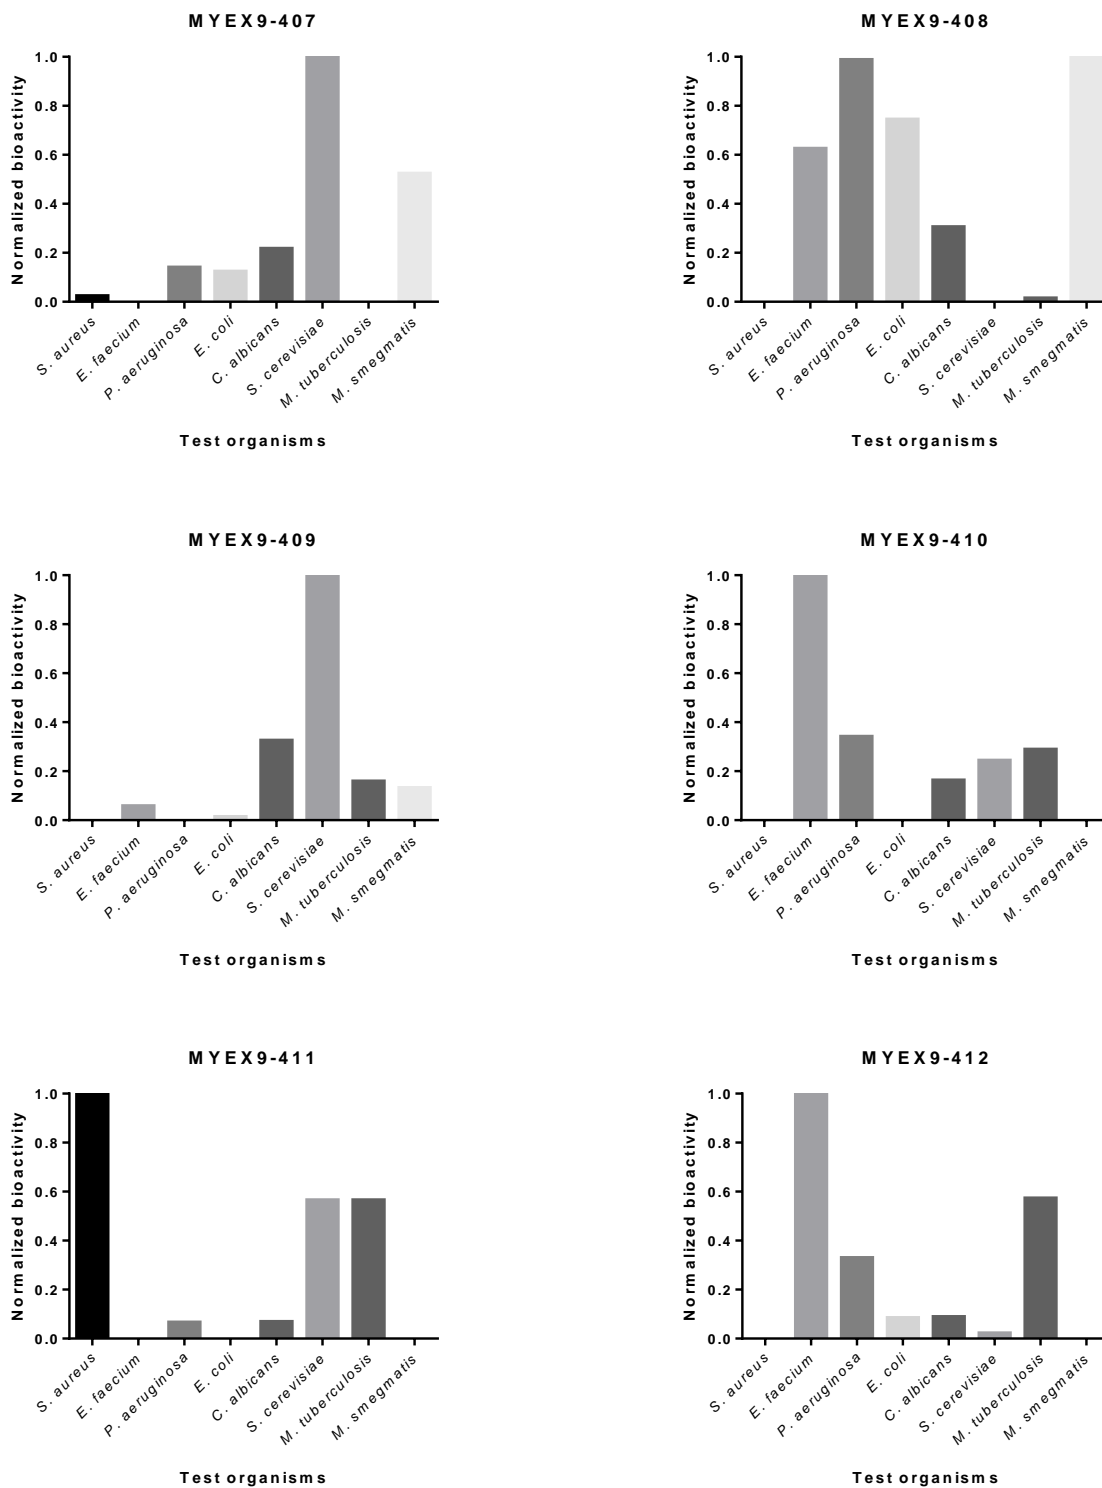 MYEX9-407
Normalized bioactivity
1.0
0.8
0.6
0.4
0.2
0.0
S. aureus
E. faecium
P. aeruginosa
E. coli
C. albicans
S. cerevisiae
M. tuberculosis
M. smegmatis
Test organisms
MYEX9-408
Normalized bioactivity
1.0
0.8
0.6
0.4
0.2
0.0
S. aureus
E. faecium
P. aeruginosa
E. coli
C. albicans
S. cerevisiae
M. tuberculosis
M. smegmatis
Test organisms
MYEX9-409
Normalized bioactivity
1.0
0.8
0.6
0.4
0.2
0.0
S. aureus
E. faecium
P. aeruginosa
E. coli
C. albicans
S. cerevisiae
M. tuberculosis
M. smegmatis
Test organisms
MYEX9-410
Normalized bioactivity
1.0
0.8
0.6
0.4
0.2
0.0
S. aureus
E. faecium
P. aeruginosa
E. coli
C. albicans
S. cerevisiae
M. tuberculosis
M. smegmatis
Test organisms
MYEX9-411
Normalized bioactivity
1.0
0.8
0.6
0.4
0.2
0.0
S. aureus
E. faecium
P. aeruginosa
E. coli
C. albicans
S. cerevisiae
M. tuberculosis
M. smegmatis
Test organisms
MYEX9-412
Normalized bioactivity
1.0
0.8
0.6
0.4
0.2
0.0
S. aureus
E. faecium
P. aeruginosa
E. coli
C. albicans
S. cerevisiae
M. tuberculosis
M. smegmatis
Test organisms